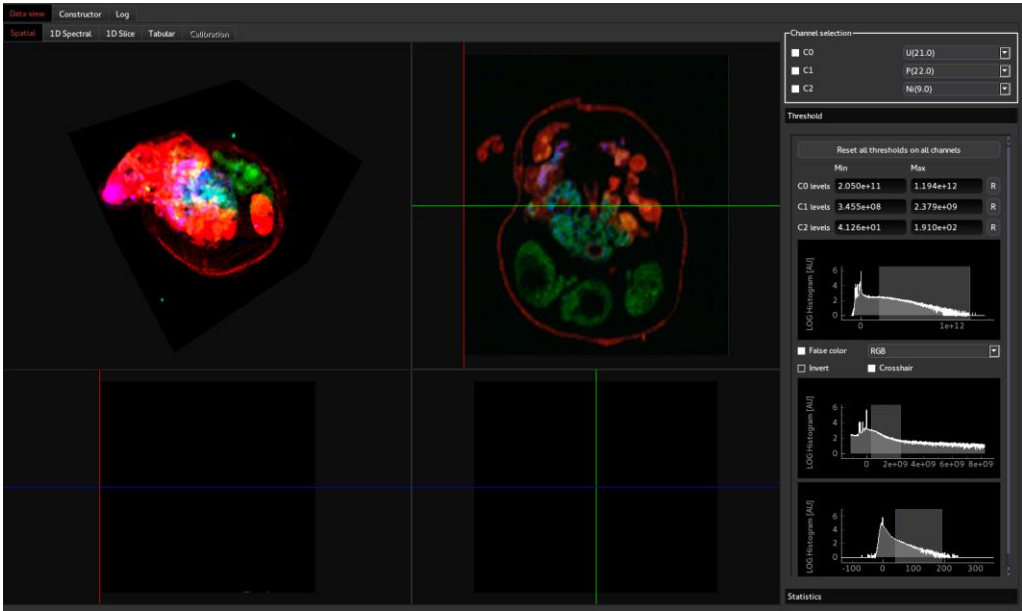 Data view Constructor Log
Spatial 1D Spectral 1D Slice Tabular Calibration
Channel selection
C0 U(21.0)
C1 P(22.0)
C2 Ni(9.0)
Threshold
Reset all thresholds on all channels
Min Max
C0 levels 2.050e+11 1.194e+12 R
C1 levels 3.455e+08 2.379e+09 R
C2 levels 4.126e+01 1.910e+02 R
LOG Histogram [AU]
6
4
2
0
0 1e+12
False color RGB
Invert Crosshair
LOG Histogram [AU]
6
4
2
0
0 2e+09 4e+09 6e+09 8e+09
LOG Histogram [AU]
6
4
2
0
-100 0 100 200 300
Statistics